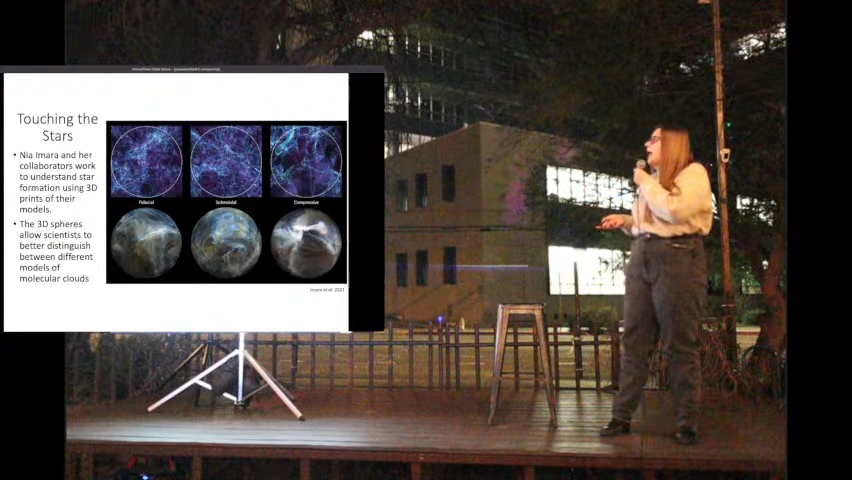 Touching the
Stars
• Nia Imara and her
collaborators work
to understand star
formation using 3D
prints of their
models.
• The 3D spheres
allow scientists to
better distinguish
between different
models of
molecular clouds
Fiducial
Solenoidal
Compressive
Imara et al. 2021